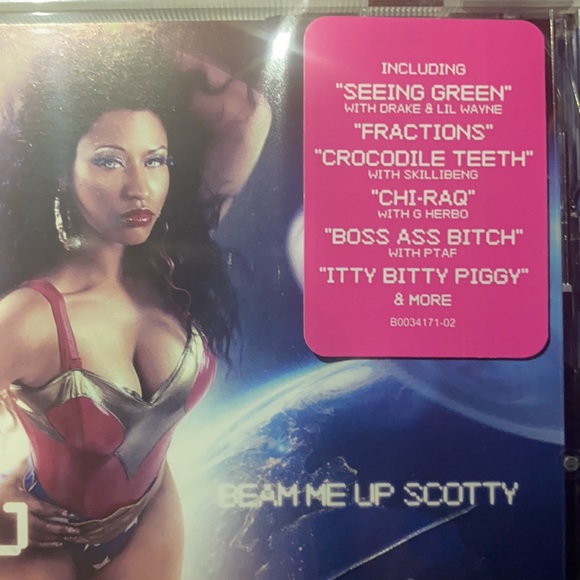 INCLUDING
"SEEING GREEN"
WITH DRAKE & LIL WAYNE
"FRACTIONS"
"CROCODILE TEETH"
WITH SKILLIBENG
"CHI-RAQ"
WITH G HERBO
"BOSS ASS BITCH"
WITH PTAF
"ITTY BITTY PIGGY"
& MORE
B0034171-02
BEAM ME UP SCOTTY